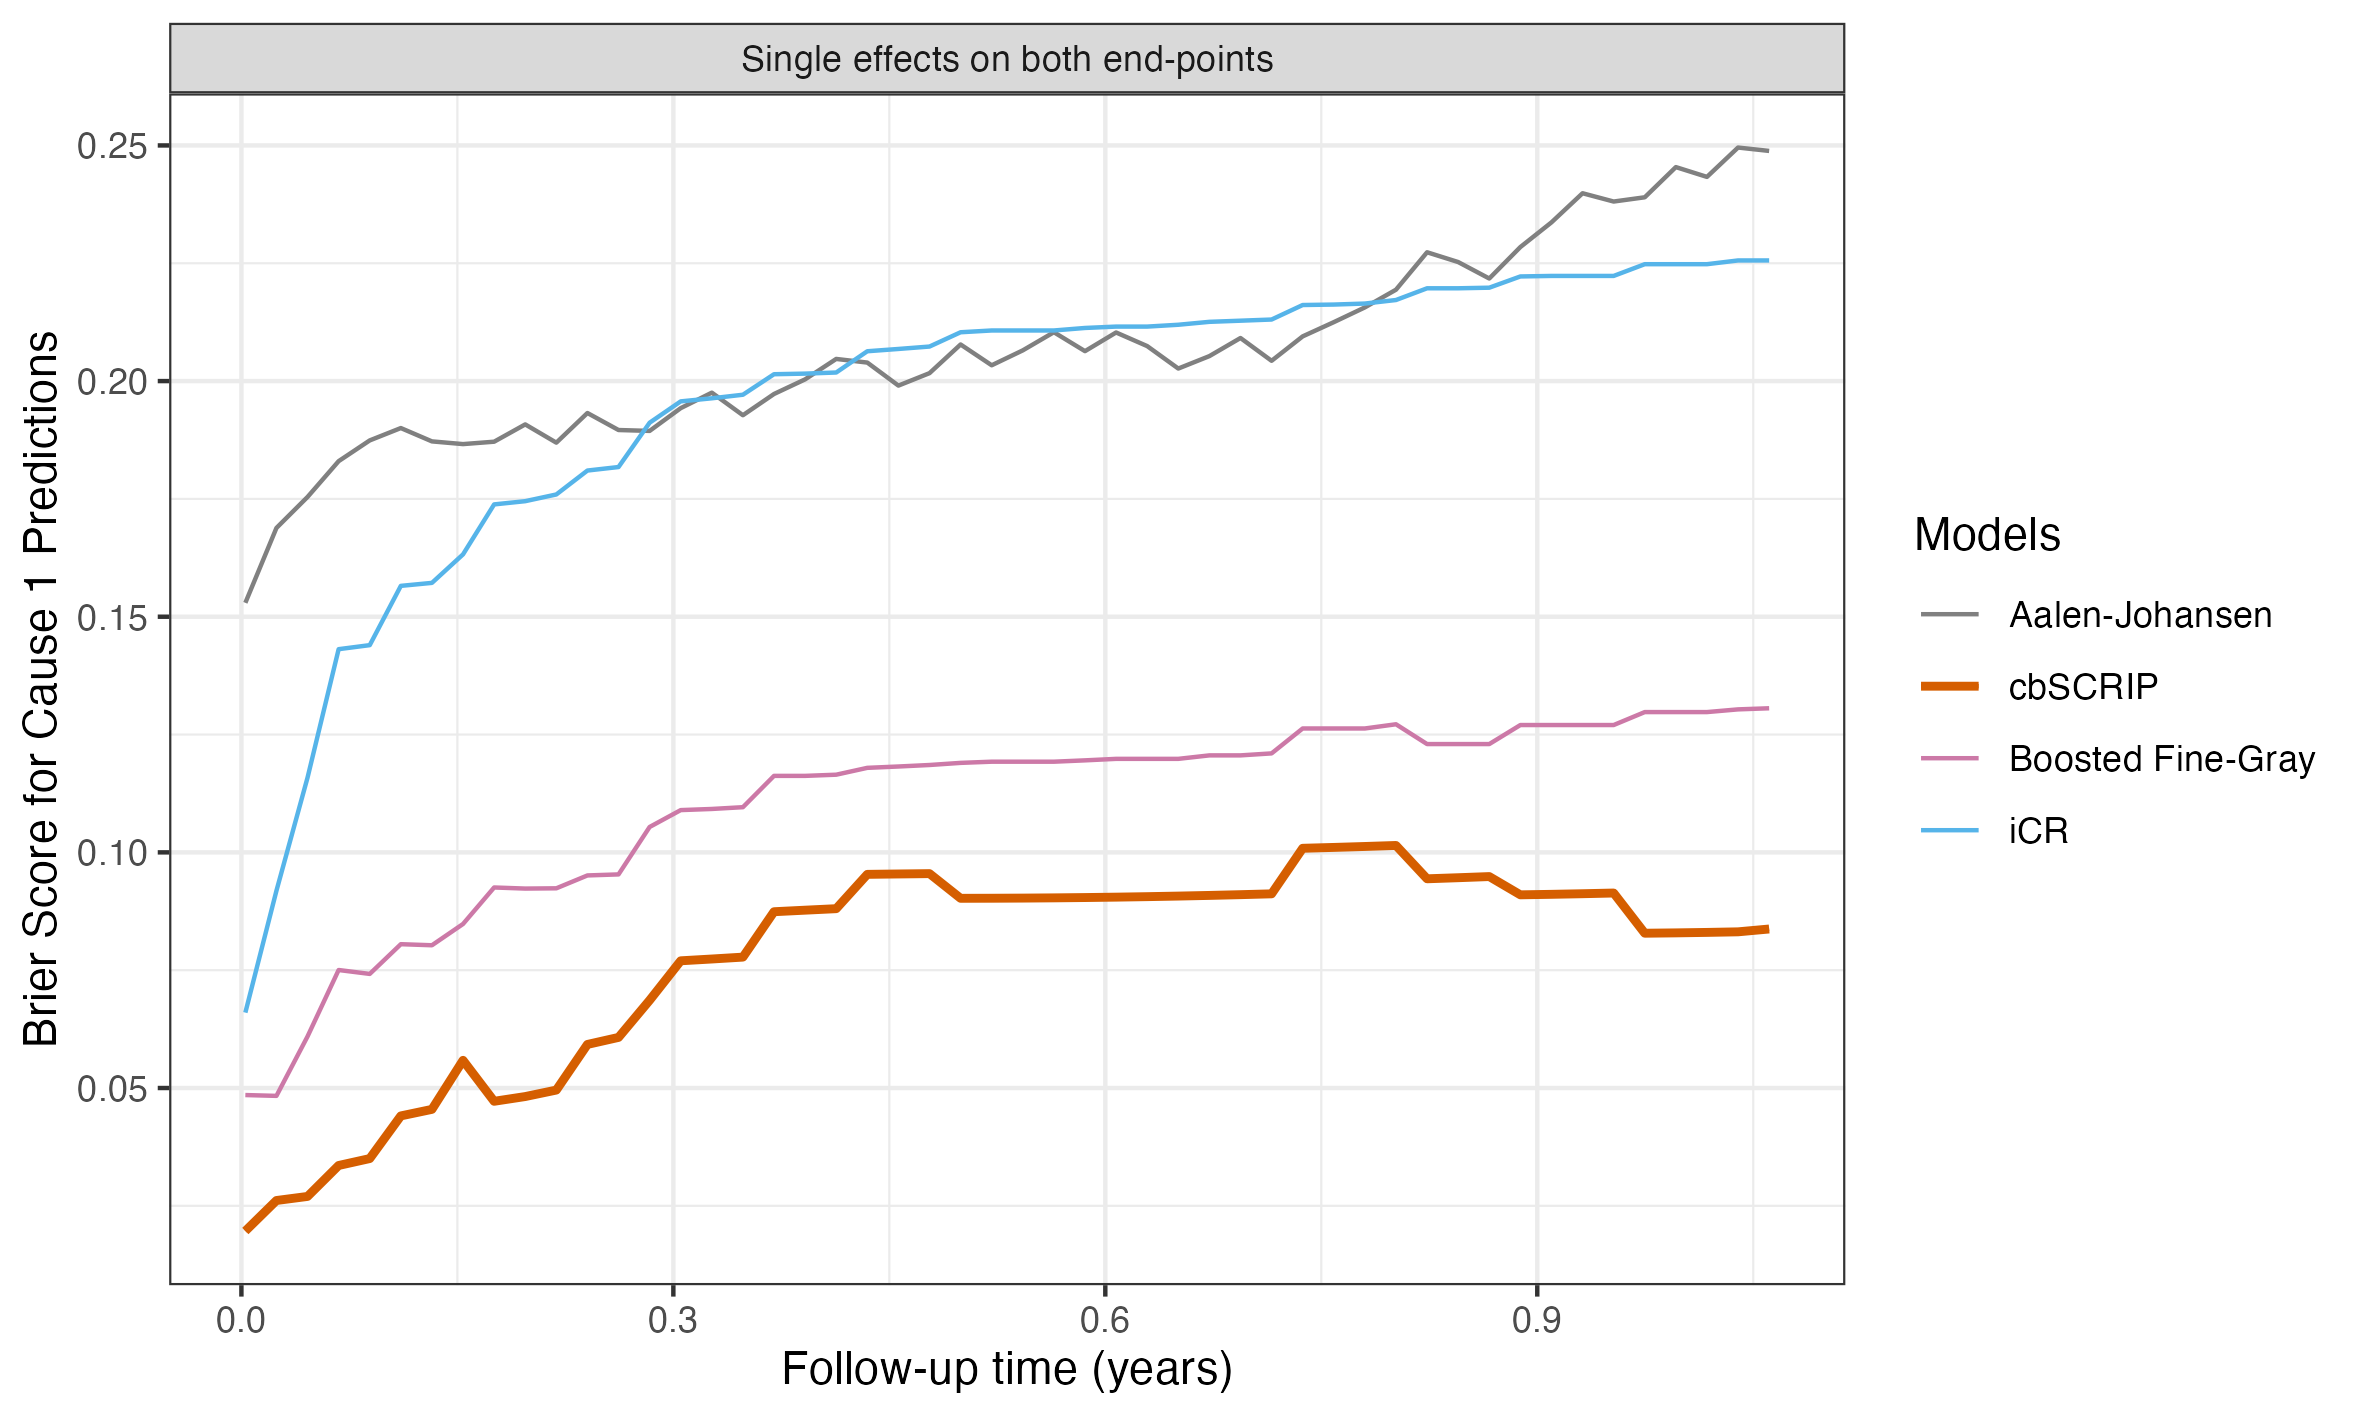 Single effects on both end-points
Brier Score for Cause 1 Predictions
0.25
0.20
0.15
0.10
0.05
0.0
0.3
0.6
0.9
Follow-up time (years)
Models
Aalen-Johansen
cbSCRIP
Boosted Fine-Gray
iCR